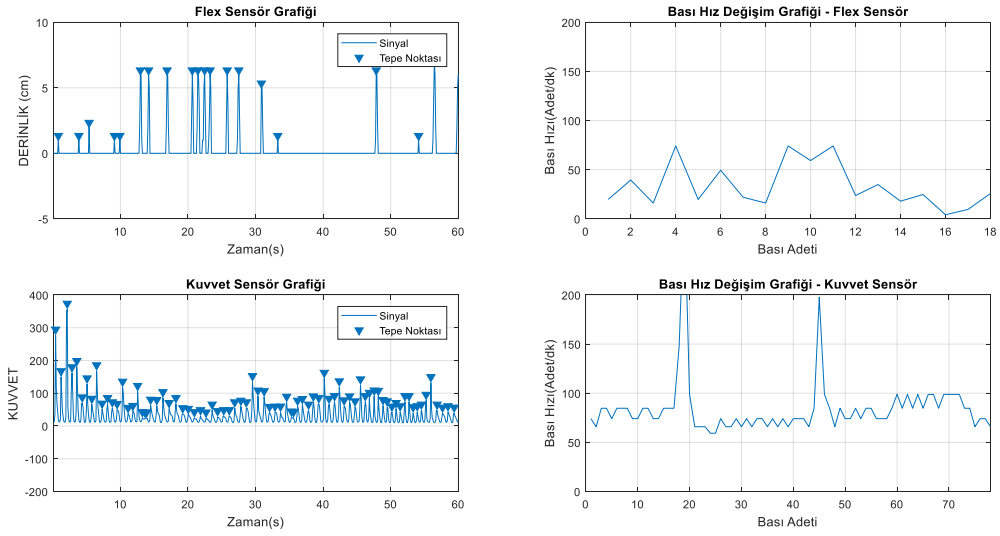 Flex Sensör Grafiği
10
5
0
-5
DERİNLİK (cm)
Sinyal
Tepe Noktası
10 20 30 40 50 60
Zaman(s)
Bası Hız Değişim Grafiği - Flex Sensör
200
150
100
50
0
Bası Hızı(Adet/dk)
0 2 4 6 8 10 12 14 16 18
Bası Adeti
Kuvvet Sensör Grafiği
400
300
200
100
0
-100
-200
KUVVET
Sinyal
Tepe Noktası
10 20 30 40 50 60
Zaman(s)
Bası Hız Değişim Grafiği - Kuvvet Sensör
200
150
100
50
0
Bası Hızı(Adet/dk)
0 10 20 30 40 50 60 70
Bası Adeti